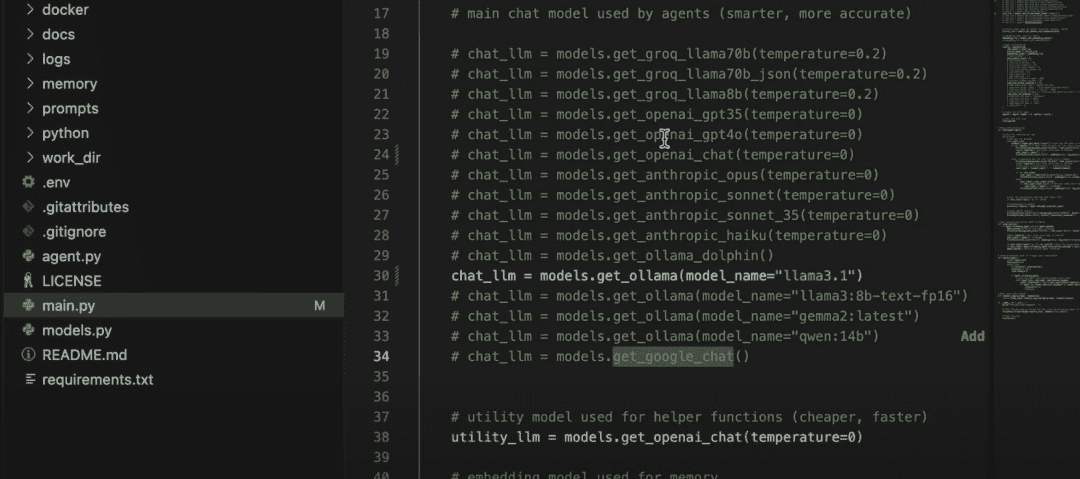 docker
docs
logs
memory
prompts
python
work_dir
.env
.gitattributes
.gitignore
agent.py
LICENSE
main.py M
models.py
README.md
requirements.txt
17 # main chat model used by agents (smarter, more accurate)
18
19 # chat_llm = models.get_groq_llama70b(temperature=0.2)
20 # chat_llm = models.get_groq_llama70b_json(temperature=0.2)
21 # chat_llm = models.get_groq_llama8b(temperature=0.2)
22 # chat_llm = models.get_openai_gpt35(temperature=0)
23 # chat_llm = models.get_openai_gpt4o(temperature=0)
24 # chat_llm = models.get_openai_chat(temperature=0)
25 # chat_llm = models.get_anthropic_opus(temperature=0)
26 # chat_llm = models.get_anthropic_sonnet(temperature=0)
27 # chat_llm = models.get_anthropic_sonnet_35(temperature=0)
28 # chat_llm = models.get_anthropic_haiku(temperature=0)
29 # chat_llm = models.get_ollama_dolphin()
30 chat_llm = models.get_ollama(model_name="llama3.1")
31 # chat_llm = models.get_ollama(model_name="llama3:8b-text-fp16")
32 # chat_llm = models.get_ollama(model_name="gemma2:latest")
33 # chat_llm = models.get_ollama(model_name="qwen:14b") Add
34 # chat_llm = models.get_google_chat()
35
36
37 # utility model used for helper functions (cheaper, faster)
38 utility_llm = models.get_openai_chat(temperature=0)
39
40 # embedding model used for memory